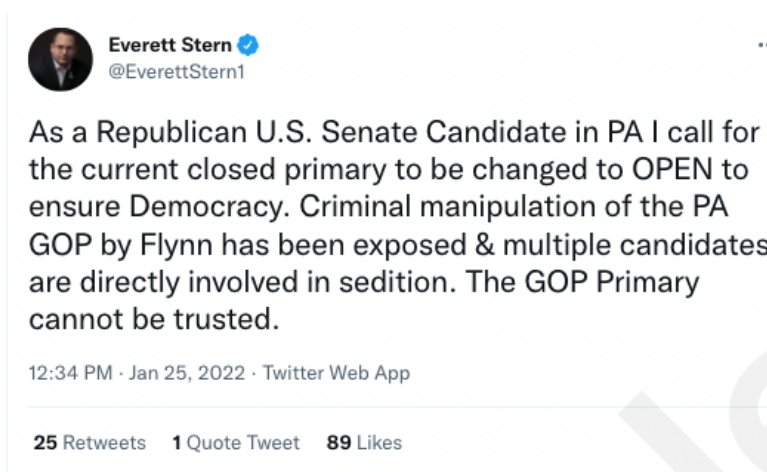 Everett Stern
@EverettStern1
As a Republican U.S. Senate Candidate in PA I call for
the current closed primary to be changed to OPEN to
ensure Democracy. Criminal manipulation of the PA
GOP by Flynn has been exposed & multiple candidates
are directly involved in sedition. The GOP Primary
cannot be trusted.
12:34 PM · Jan 25, 2022 · Twitter Web App
25 Retweets 1 Quote Tweet 89 Likes